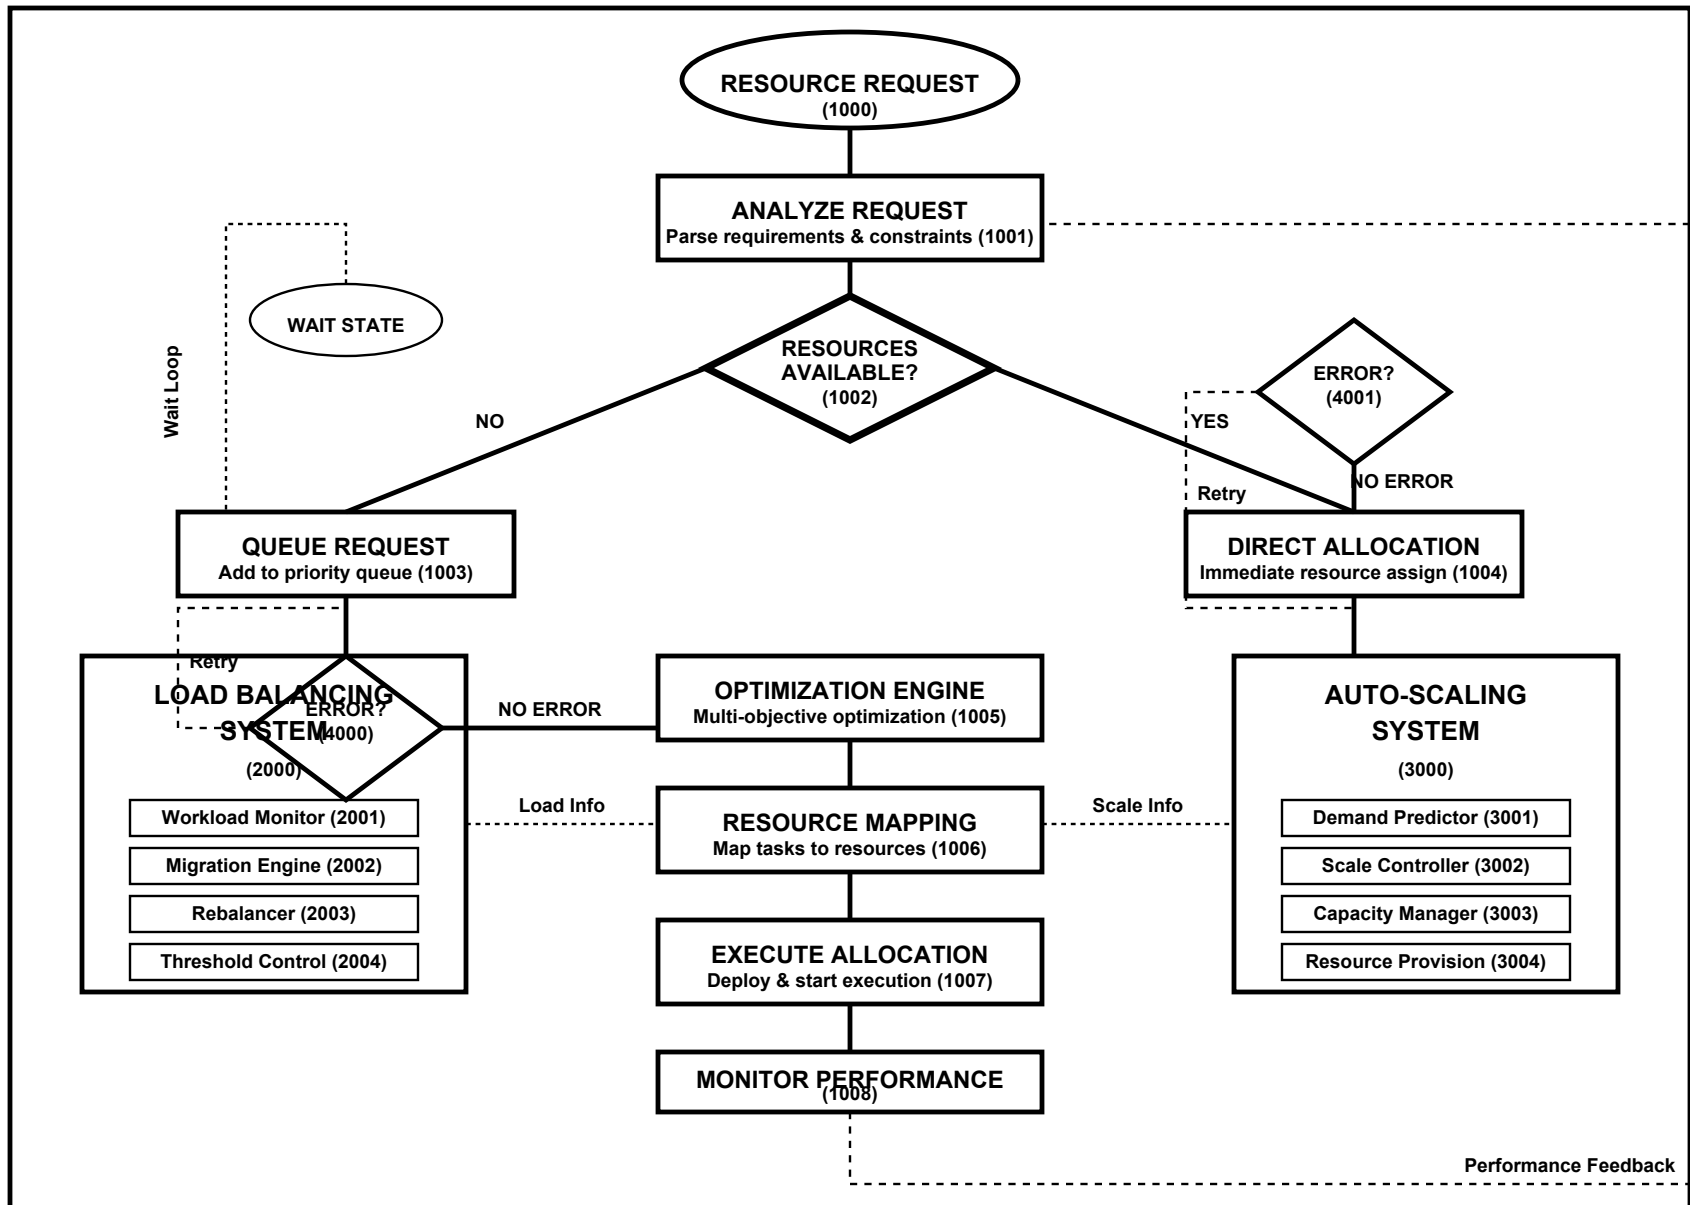 RESOURCE REQUEST
(1000)
ANALYZE REQUEST
Parse requirements & constraints (1001)
WAIT STATE
Wait Loop
RESOURCES
AVAILABLE?
(1002)
ERROR?
(4001)
NO
YES
NO ERROR
Retry
QUEUE REQUEST
Add to priority queue (1003)
DIRECT ALLOCATION
Immediate resource assign (1004)
Retry
LOAD BALANCING
SYSTEM
(2000)
ERROR?
(4000)
NO ERROR
OPTIMIZATION ENGINE
Multi-objective optimization (1005)
AUTO-SCALING
SYSTEM
(3000)
Workload Monitor (2001)
Migration Engine (2002)
Rebalancer (2003)
Threshold Control (2004)
Load Info
RESOURCE MAPPING
Map tasks to resources (1006)
Scale Info
Demand Predictor (3001)
Scale Controller (3002)
Capacity Manager (3003)
Resource Provision (3004)
EXECUTE ALLOCATION
Deploy & start execution (1007)
MONITOR PERFORMANCE
(1008)
Performance Feedback